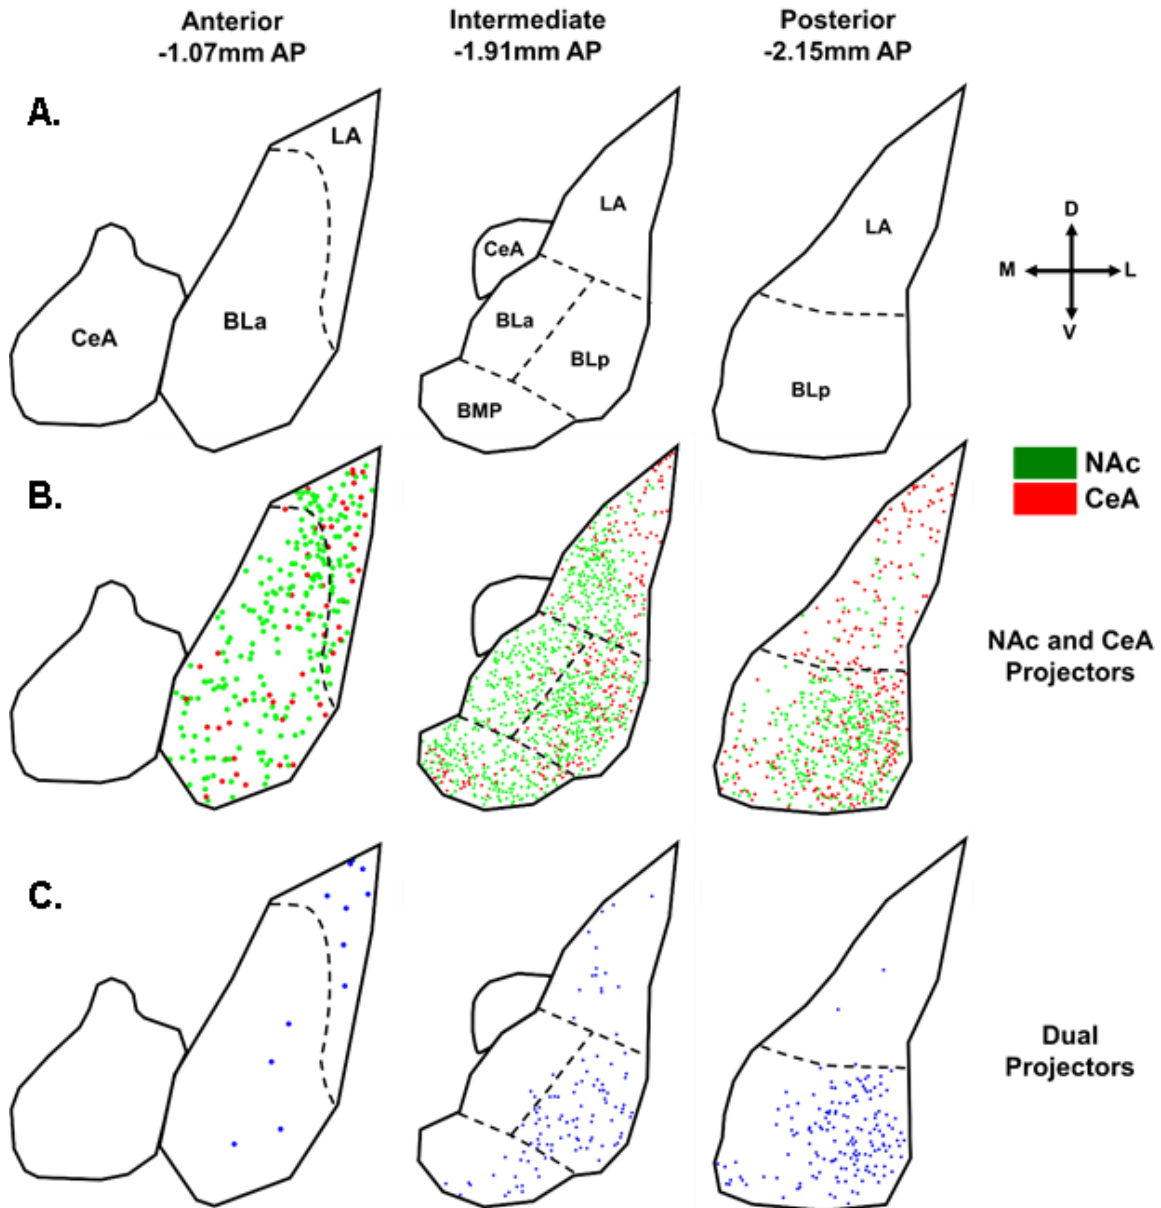 Anterior
-1.07mm AP
Intermediate
-1.91mm AP
Posterior
-2.15mm AP
A.
LA
BLa
CeA
LA
CeA
BLa
BLp
BMP
LA
BLp
D
M
L
V
B.
NAc
CeA
NAc and CeA
Projectors
C.
Dual
Projectors